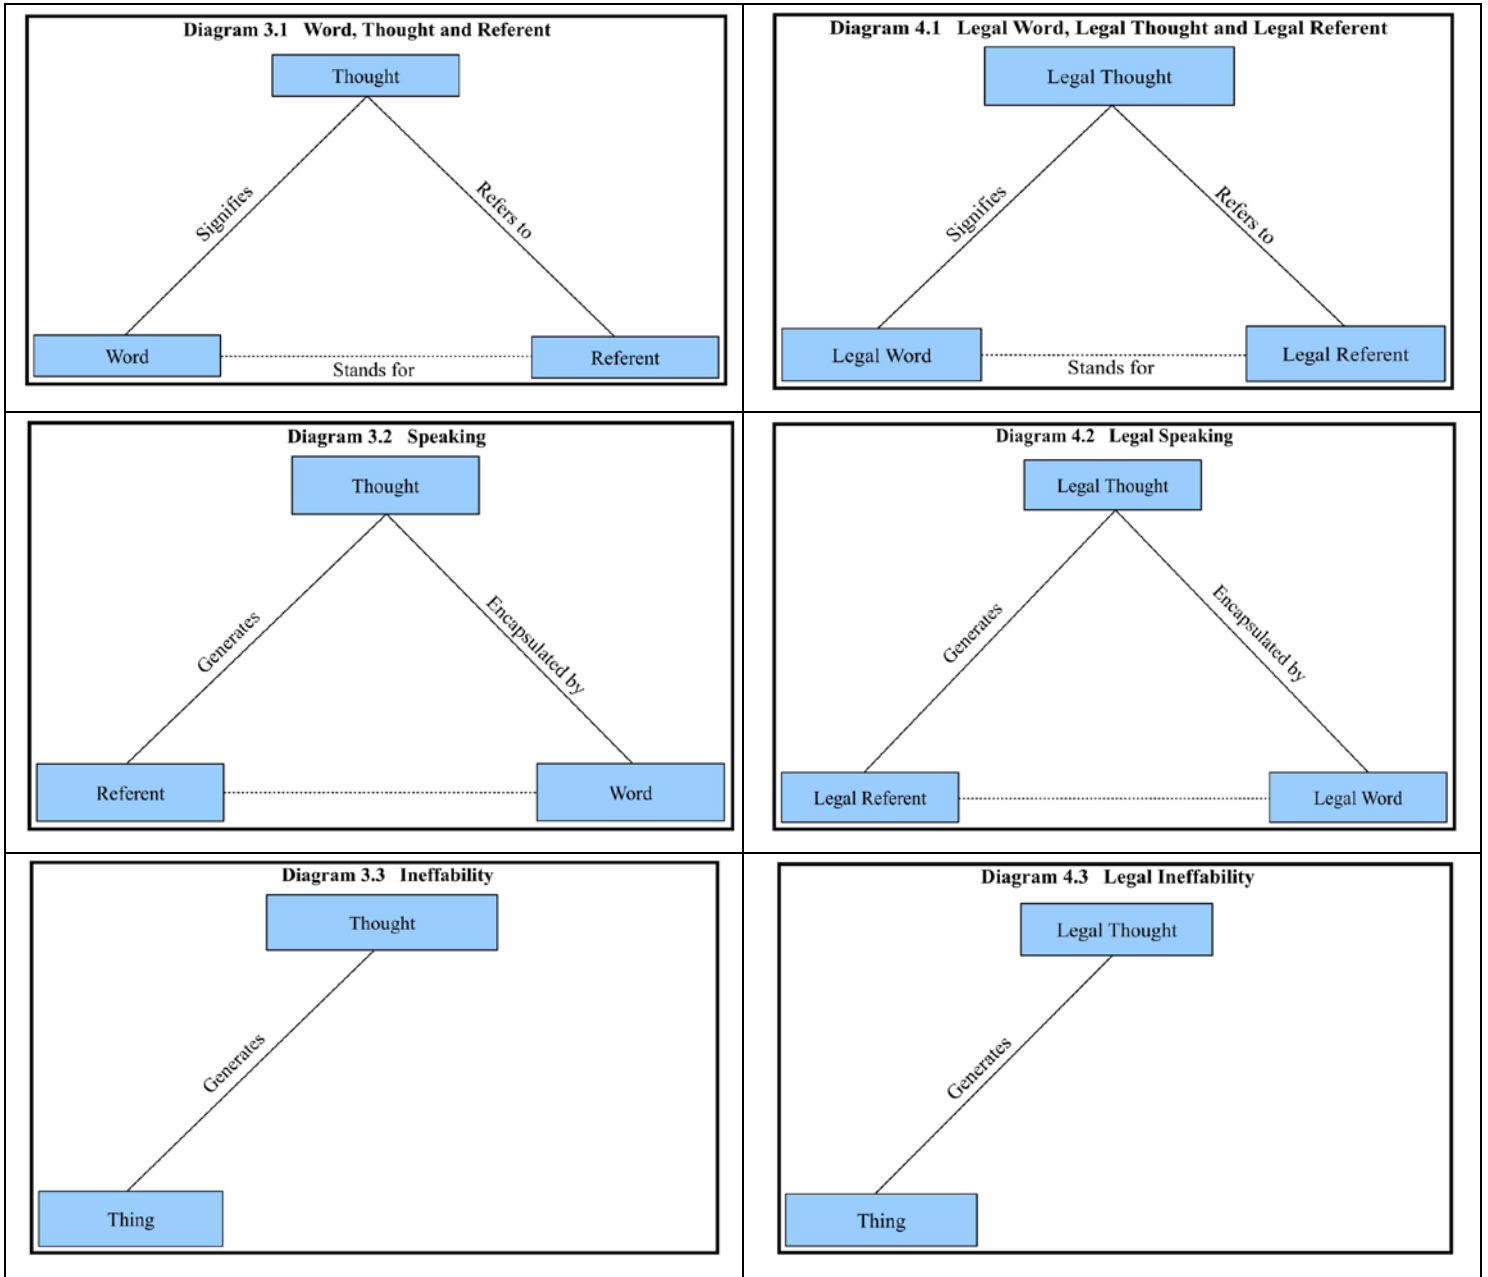 Diagram 3.1 Word, Thought and Referent
Thought
Signifies
Refers to
Word
Stands for
Referent
Diagram 4.1 Legal Word, Legal Thought and Legal Referent
Legal Thought
Signifies
Refers to
Legal Word
Stands for
Legal Referent
Diagram 3.2 Speaking
Thought
Generates
Encapsulated by
Referent
Word
Diagram 4.2 Legal Speaking
Legal Thought
Generates
Encapsulated by
Legal Referent
Legal Word
Diagram 3.3 Ineffability
Thought
Generates
Thing
Diagram 4.3 Legal Ineffability
Legal Thought
Generates
Thing